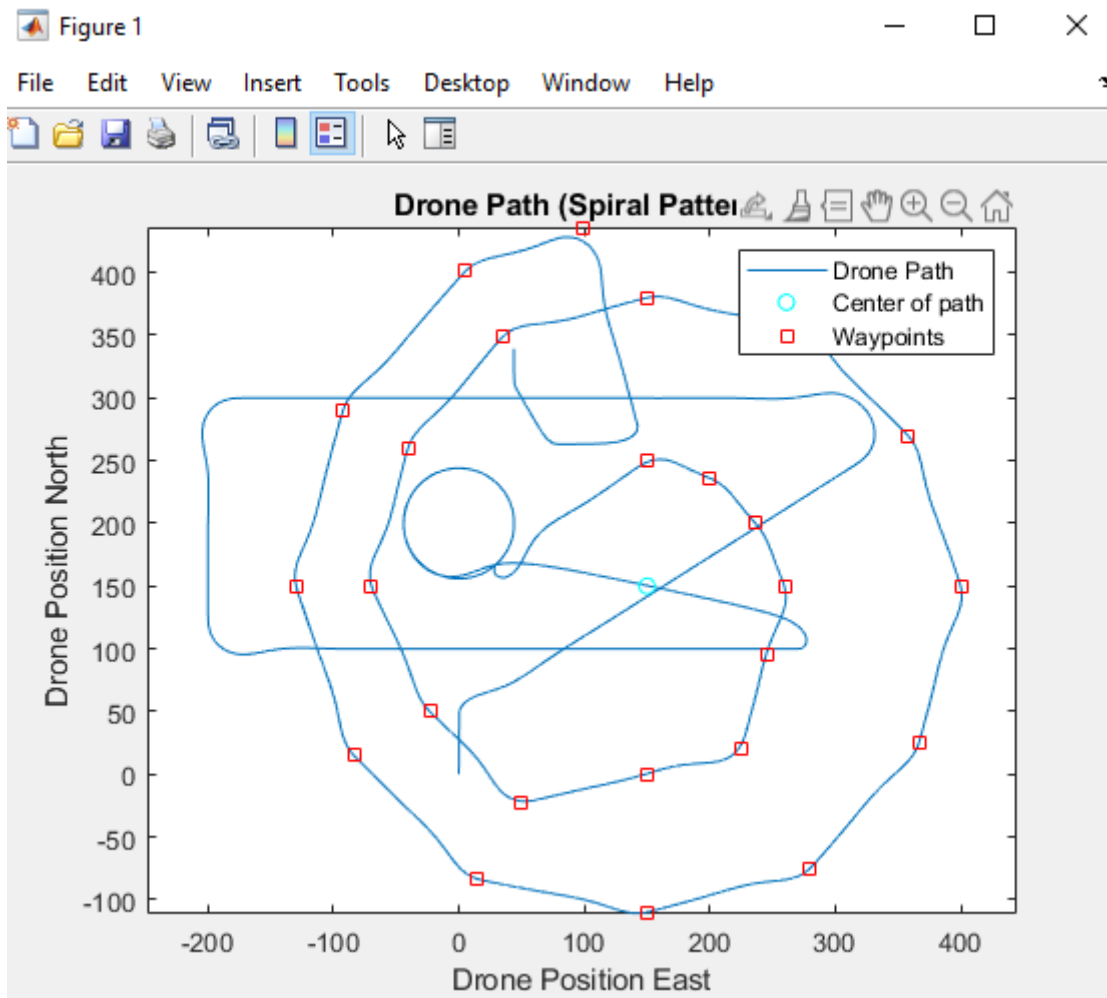 Figure 1
File Edit View Insert Tools Desktop Window Help
Drone Path (Spiral
Drone Path
Center of path
Waypoints
400
350
300
250
200
150
100
50
0
-50
-100
Drone Position North
-200 -100 0 100 200 300 400
Drone Position East